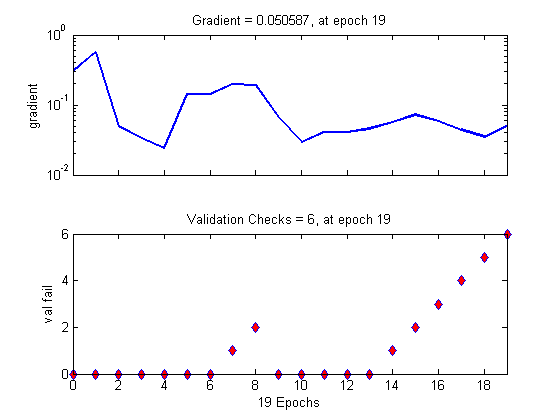 Gradient = 0.050587, at epoch 19
10^0
10^-1
10^-2
gradient
Validation Checks = 6, at epoch 19
6
4
2
0
val fail
0 2 4 6 8 10 12 14 16 18
19 Epochs